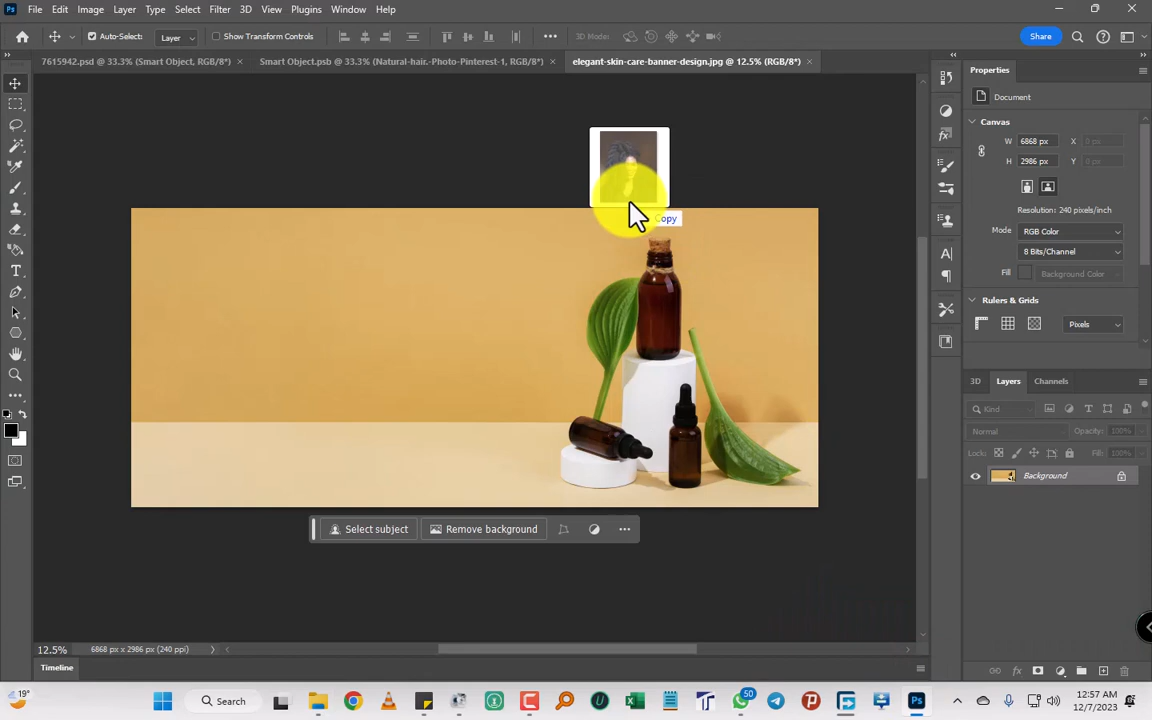 Ps File Edit Image Layer Type Select Filter 3D View Plugins Window Help
Auto-Select: Layer Show Transform Controls 3D Mode: Share
7615942.psd @ 33.3% (Smart Object, RGB/8*) × Smart Object.psb @ 33.3% (Natural-hair.-Photo-Pinterest-1, RGB/8*) × elegant-skin-care-banner-design.jpg @ 12.5% (RGB/8*) ×
Properties
Document
Canvas
W 6868 px X 0 px
H 2986 px Y 0 px
Copy
Resolution: 240 pixels/inch
Mode RGB Color
8 Bits/Channel
Fill Background Color
Rulers & Grids
Pixels
3D Layers Channels
Kind
Normal Opacity: 100%
Lock: Fill: 100%
Background
Select subject Remove background
12.5% 6868 px x 2986 px (240 ppi)
Timeline
19° Search 50 Ps 12:57 AM
12/7/2023